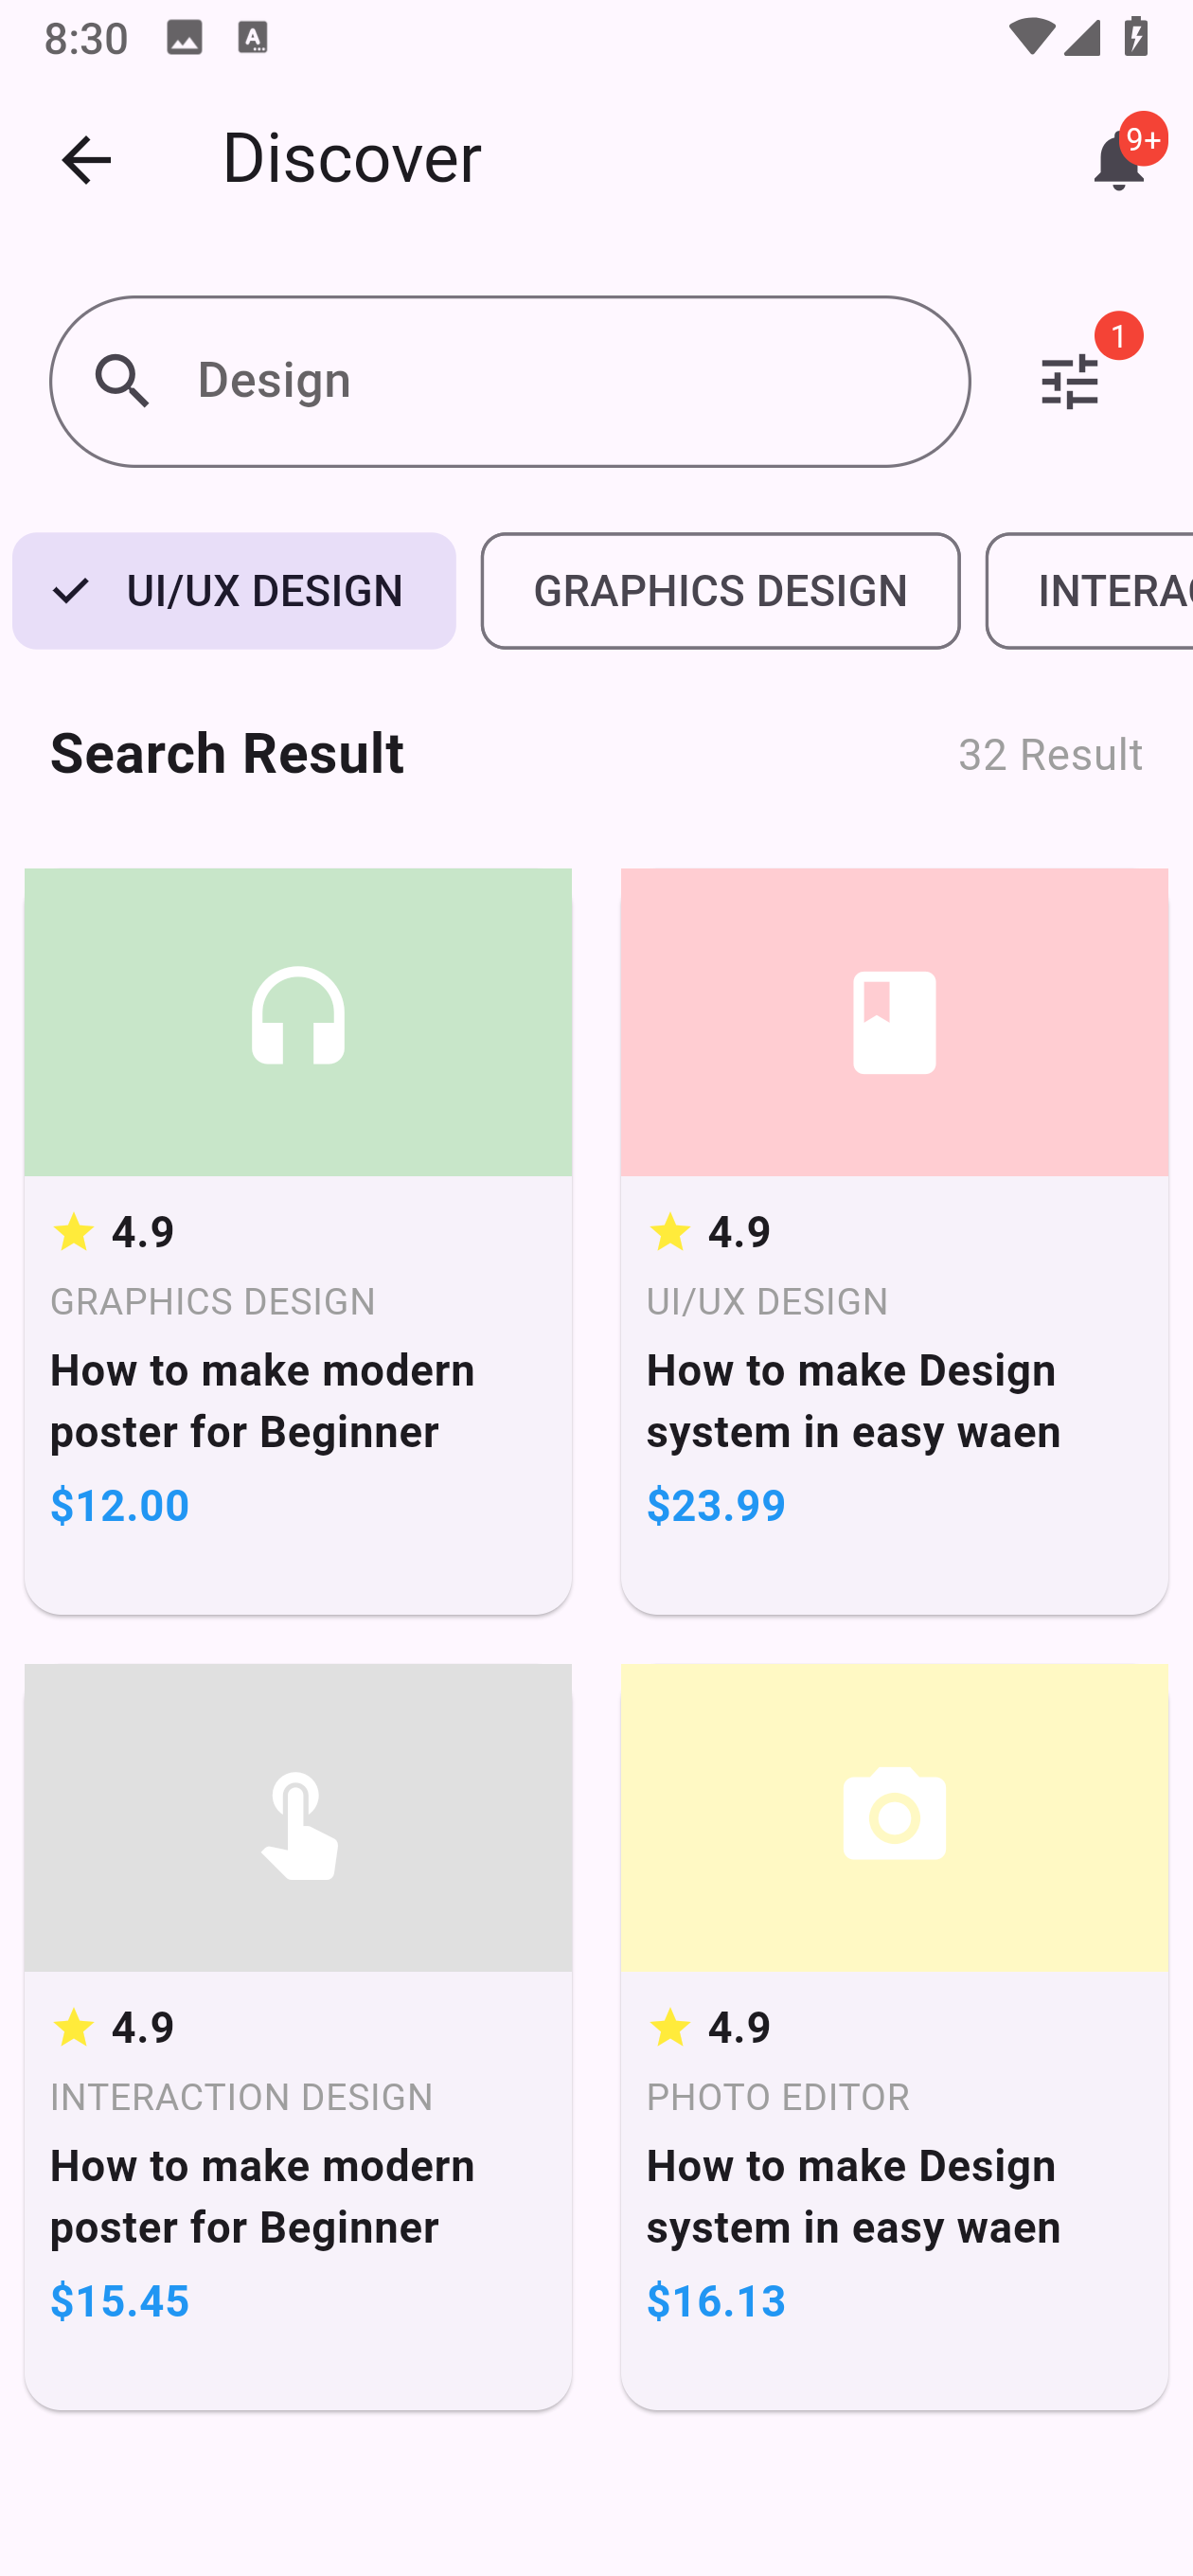 8:30
Discover
9+
Design
1
UI/UX DESIGN
GRAPHICS DESIGN
INTERAC
Search Result
32 Result
4.9
GRAPHICS DESIGN
How to make modern
poster for Beginner
$12.00
4.9
UI/UX DESIGN
How to make Design
system in easy waen
$23.99
4.9
INTERACTION DESIGN
How to make modern
poster for Beginner
$15.45
4.9
PHOTO EDITOR
How to make Design
system in easy waen
$16.13